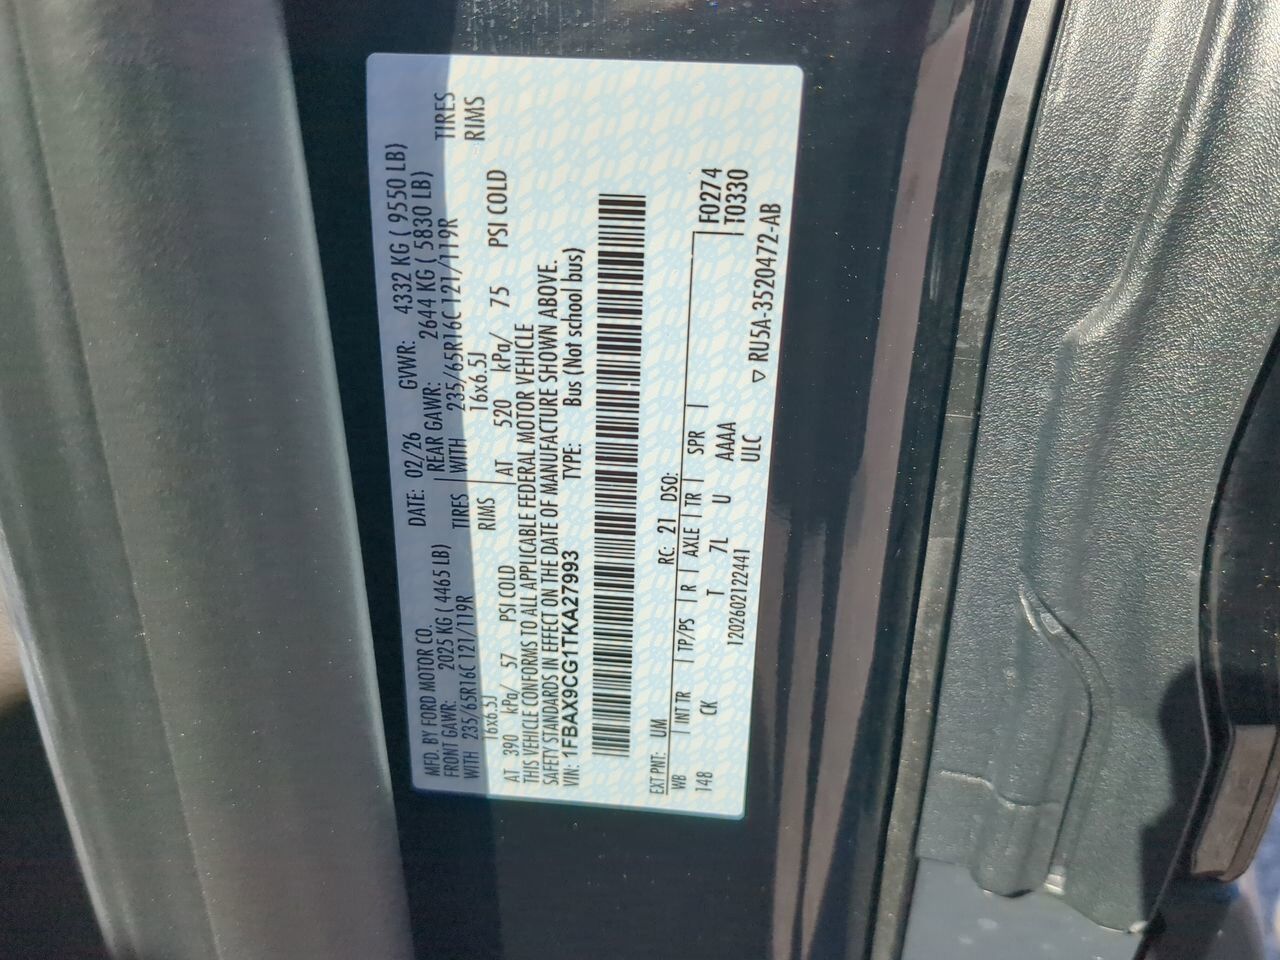 MFD. BY FORD MOTOR CO. DATE: 02/26 GVWR: 4332 KG ( 9550 LB)
FRONT GAWR: 2025 KG ( 4465 LB) REAR GAWR: 2644 KG ( 5830 LB)
WITH 235/65R16C 121/119R TIRES WITH 235/65R16C 121/119R TIRES
16x6.5J RIMS 16x6.5J RIMS
AT 390 kPa/ 57 PSI COLD AT 520 kPa/ 75 PSI COLD
THIS VEHICLE CONFORMS TO ALL APPLICABLE FEDERAL MOTOR VEHICLE
SAFETY STANDARDS IN EFFECT ON THE DATE OF MANUFACTURE SHOWN ABOVE.
VIN: 1FBAX9CG1TKA27993 TYPE: Bus (Not school bus)
EXT PNT: UM RC: 21 DSO:
WB INT TR TP/PS R AXLE TR SPR F0274
148 CK T 7L U AAAA T0330
120260212244​1 ULC ▽ RU5A-3520472-AB